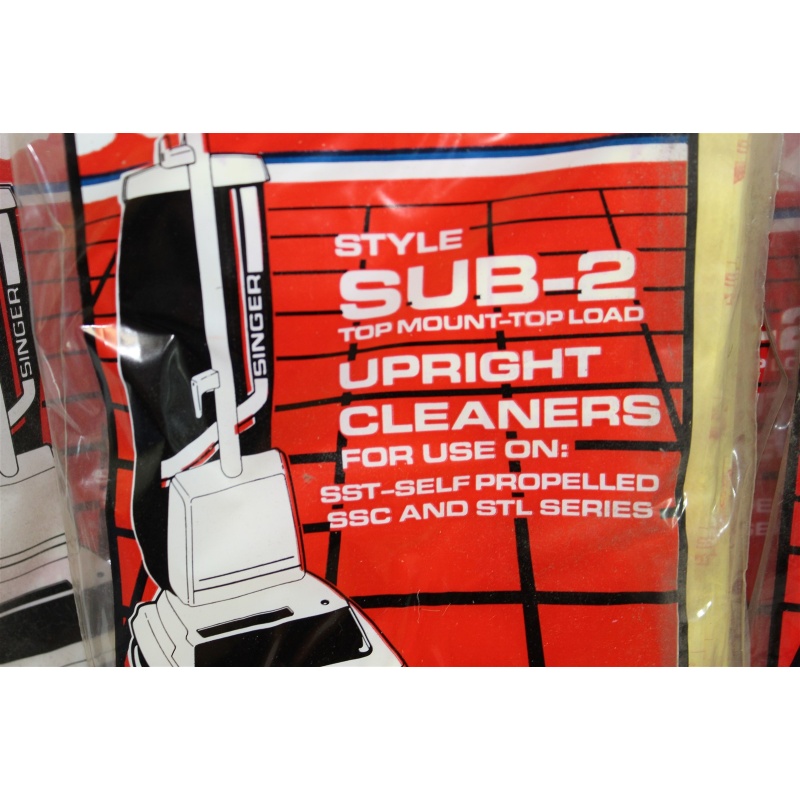 STYLE
SUB-2
TOP MOUNT-TOP LOAD
UPRIGHT
CLEANERS
FOR USE ON:
SST-SELF PROPELLED
SSC AND STL SERIES
SINGER
SINGER